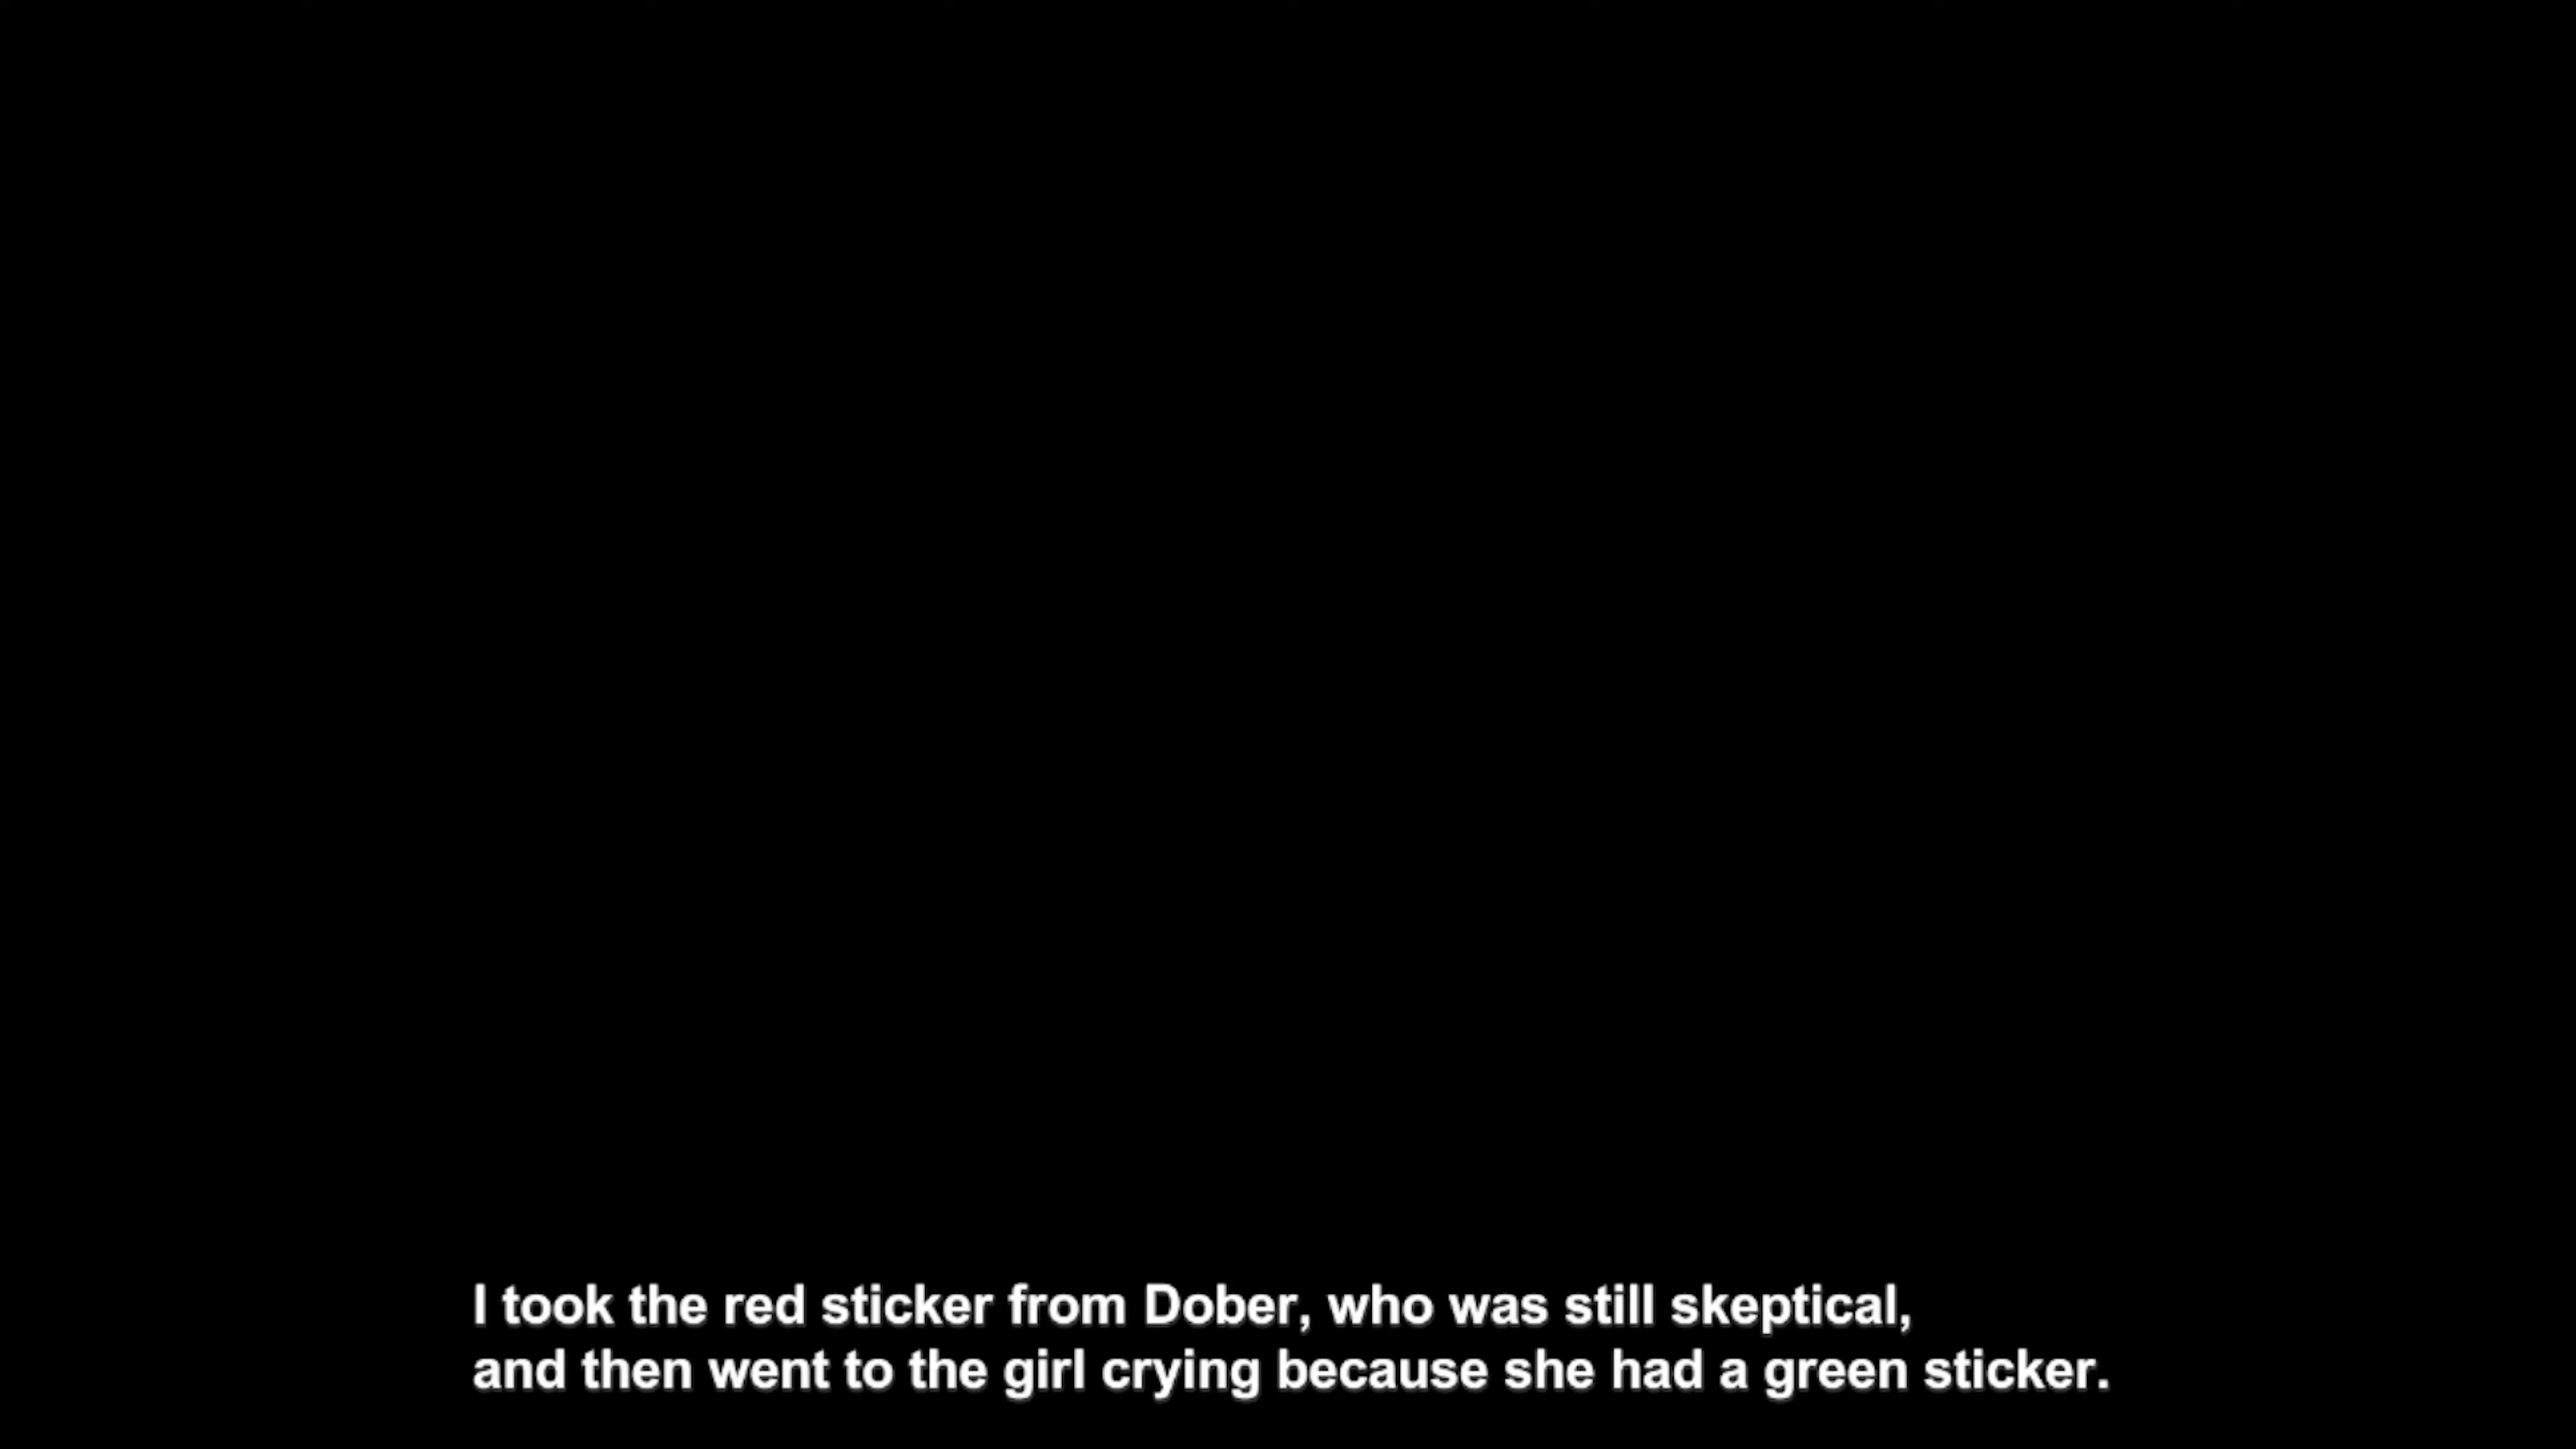 I took the red sticker from Dober, who was still skeptical,
and then went to the girl crying because she had a green sticker.